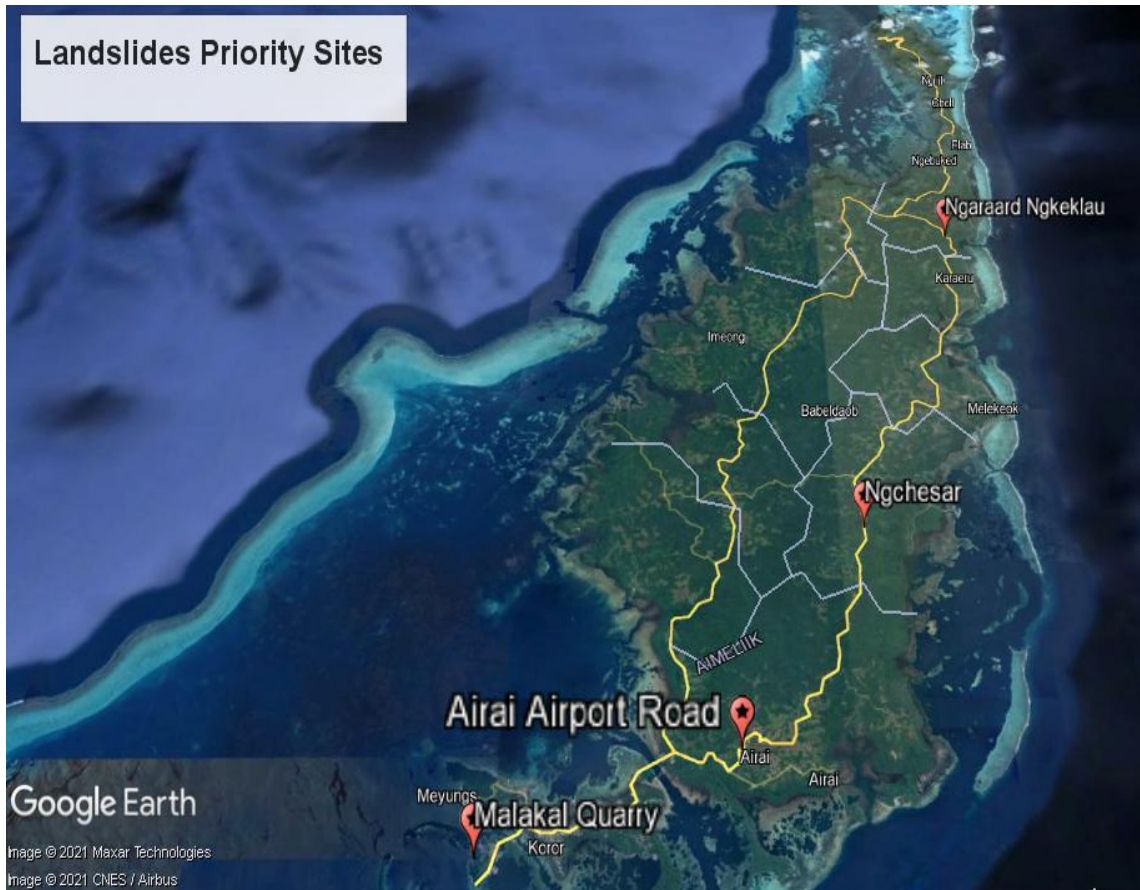 Landslides Priority Sites
Ngebuked
Ngaraard Ngkeklau
Karaeru
Imeong
Babeldaob
Melekeok
Ngchesar
AIMELIIK
Airai Airport Road
Airai
Airai
Meyungs
Malakal Quarry
Koror
Google Earth
Image © 2021 Maxar Technologies
Image © 2021 CNES / Airbus